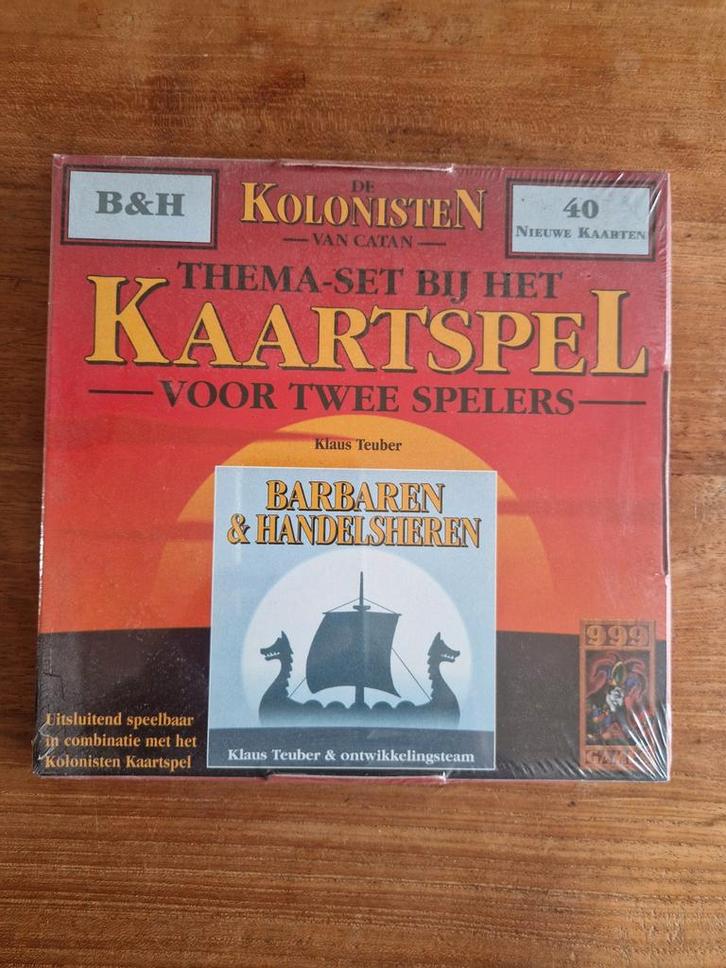 B&H
DE
KOLONISTEN
VAN CATAN
40
NIEUWE KAARTEN
THEMA-SET BIJ HET
KAARTSPEL
VOOR TWEE SPELERS
Klaus Teuber
BARBAREN
& HANDELSHEREN
999
Uitsluitend speelbaar
in combinatie met het
Kolonisten Kaartspel
Klaus Teuber & ontwikkelingsteam